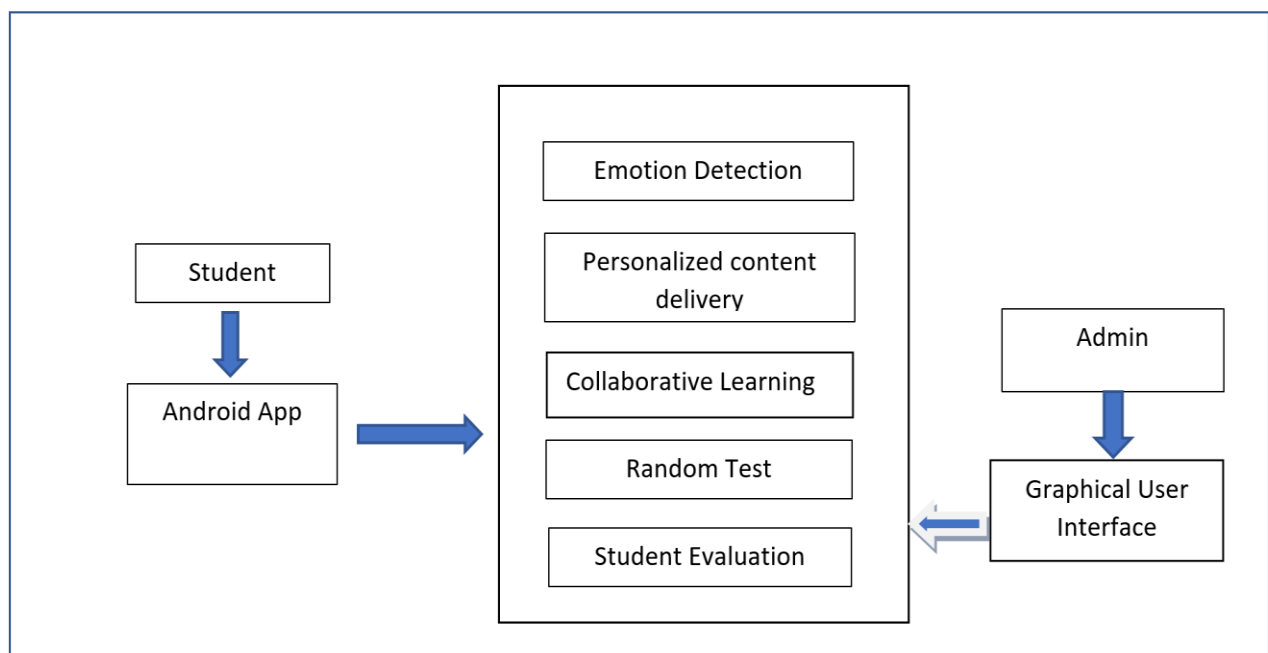 Student
Android App
Emotion Detection
Personalized content
delivery
Collaborative Learning
Random Test
Student Evaluation
Admin
Graphical User
Interface